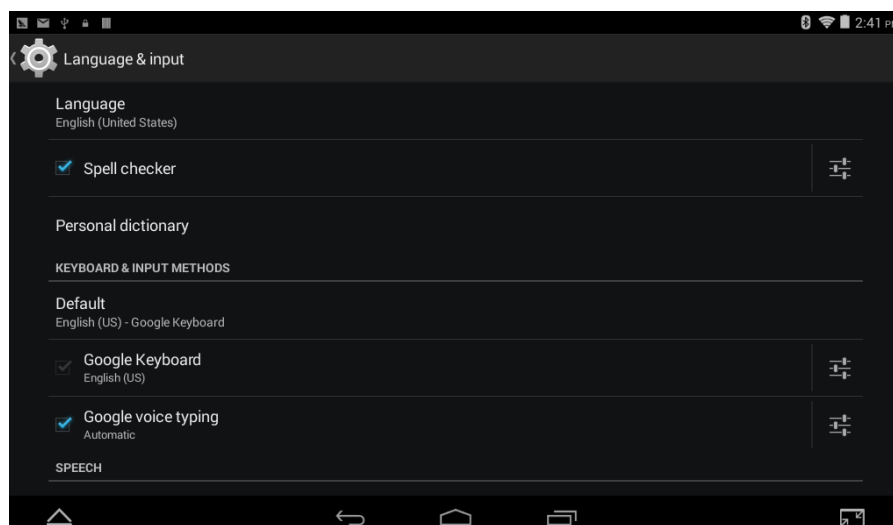 2:41 PM
Language & input
Language
English (United States)
Spell checker
Personal dictionary
KEYBOARD & INPUT METHODS
Default
English (US) - Google Keyboard
Google Keyboard
English (US)
Google voice typing
Automatic
SPEECH